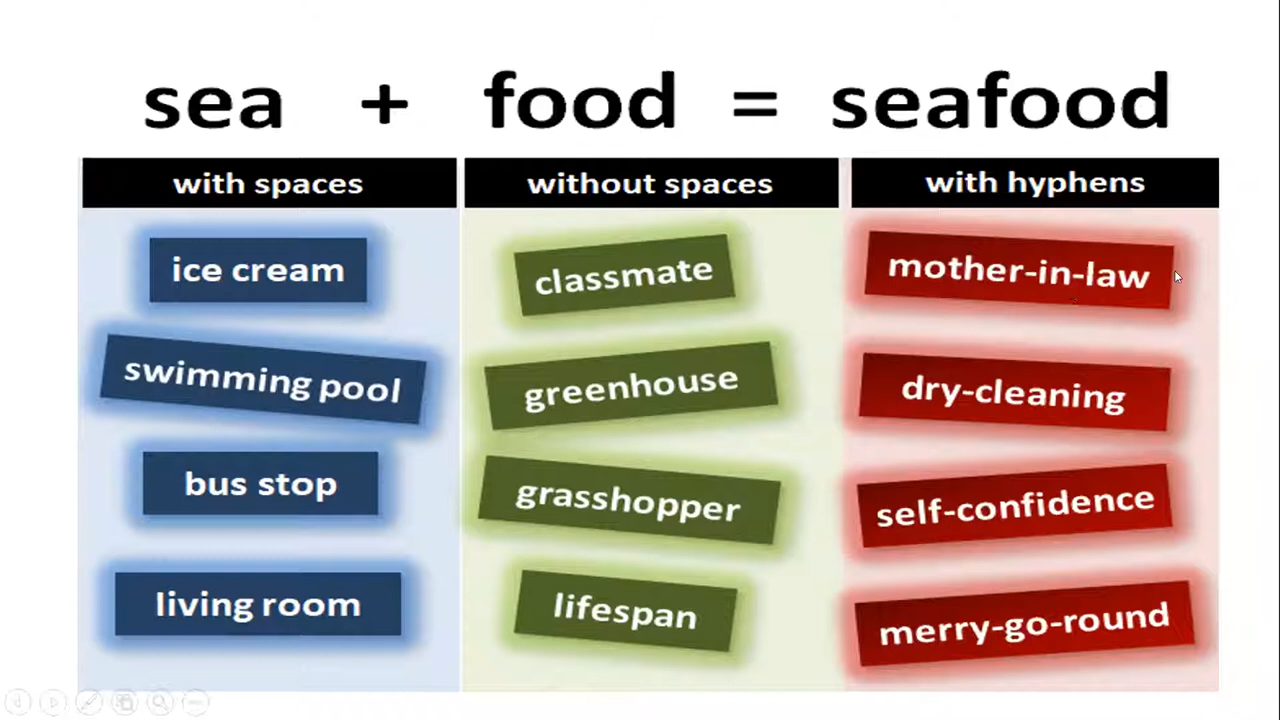 sea + food = seafood
with spaces
without spaces
with hyphens
ice cream
swimming pool
bus stop
living room
classmate
greenhouse
grasshopper
lifespan
mother-in-law
dry-cleaning
self-confidence
merry-go-round